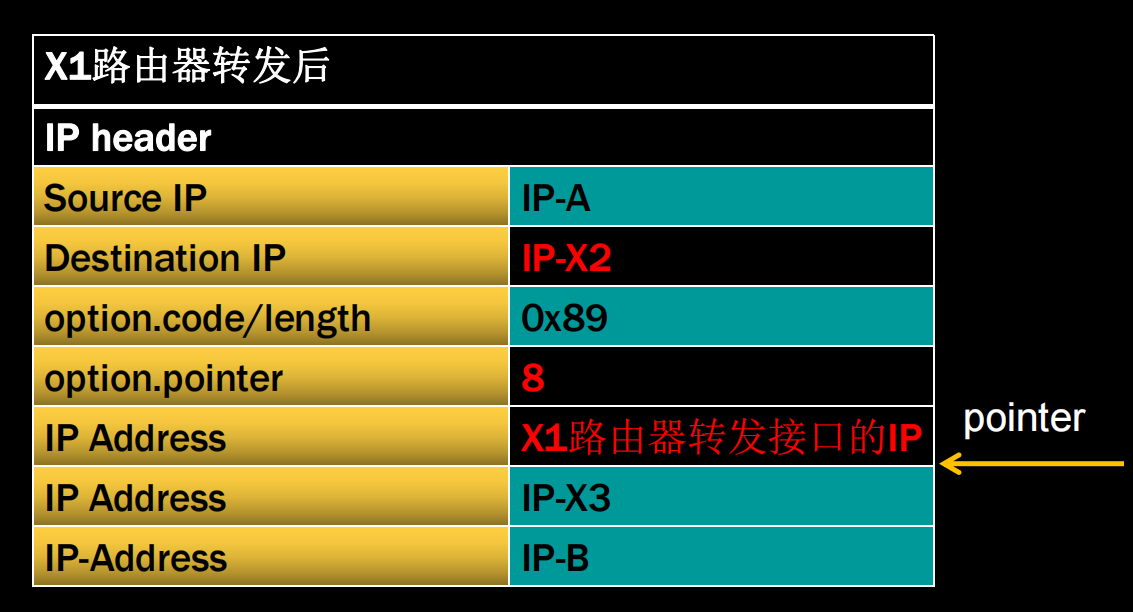 X1路由器转发后
IP header
Source IP IP-A
Destination IP IP-X2
option.code/length 0x89
option.pointer 8
IP Address X1路由器转发接口的IP
pointer
IP Address IP-X3
IP-Address IP-B